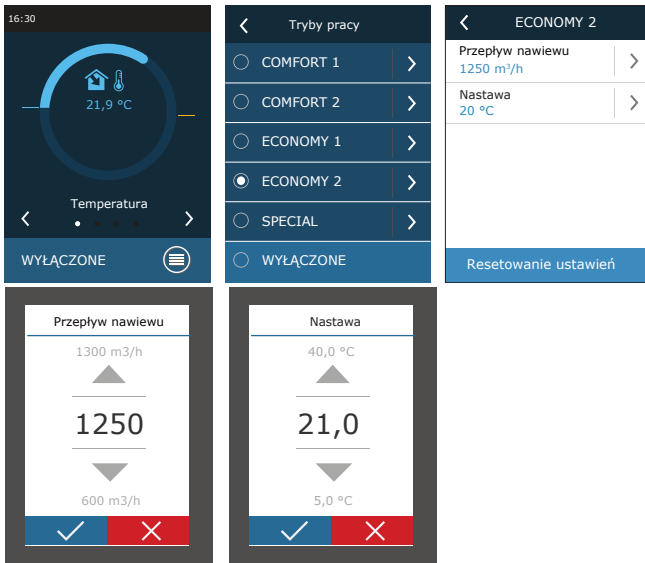 16:30
21,9 °C
Temperatura
WYŁĄCZONE
Tryby pracy
COMFORT 1
COMFORT 2
ECONOMY 1
ECONOMY 2
SPECIAL
WYŁĄCZONE
ECONOMY 2
Przepływ nawiewu
1250 m³/h
Nastawa
20 °C
Resetowanie ustawień
Przepływ nawiewu
1300 m3/h
1250
600 m3/h
Nastawa
40,0 °C
21,0
5,0 °C